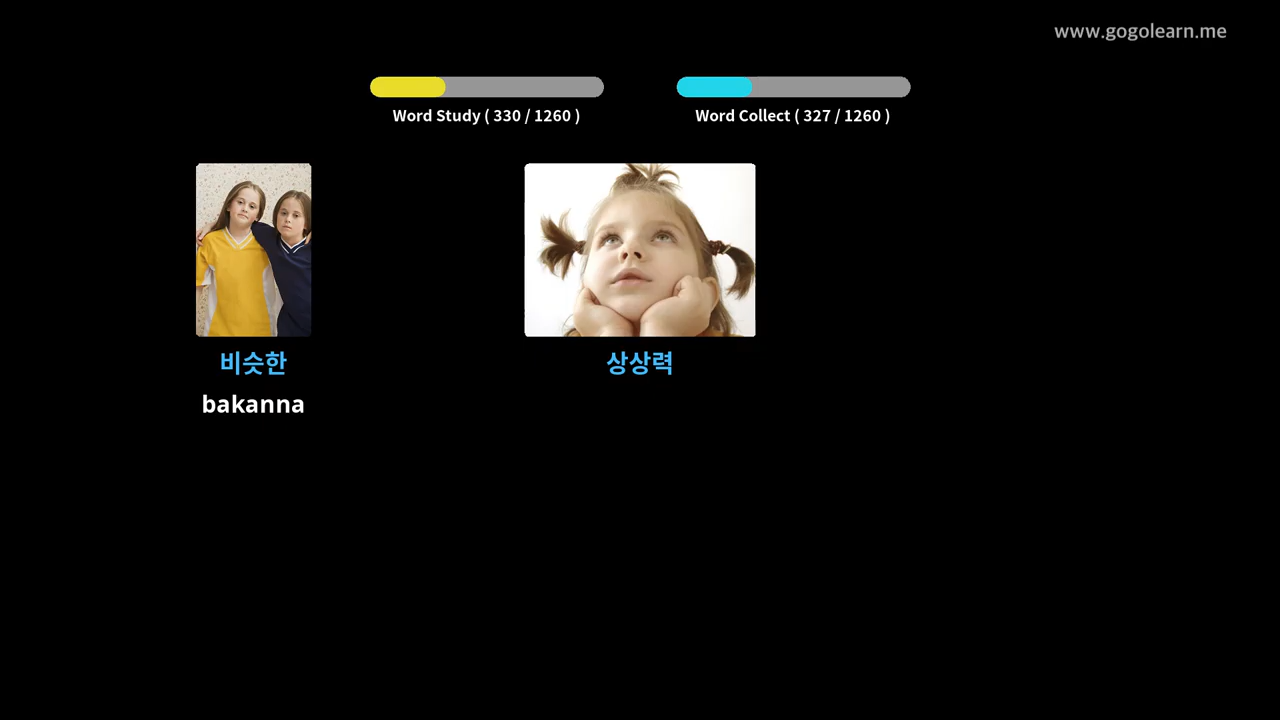 www.gogolearn.me
Word Study ( 330 / 1260 )
Word Collect ( 327 / 1260 )
비슷한
상상력
bakanna